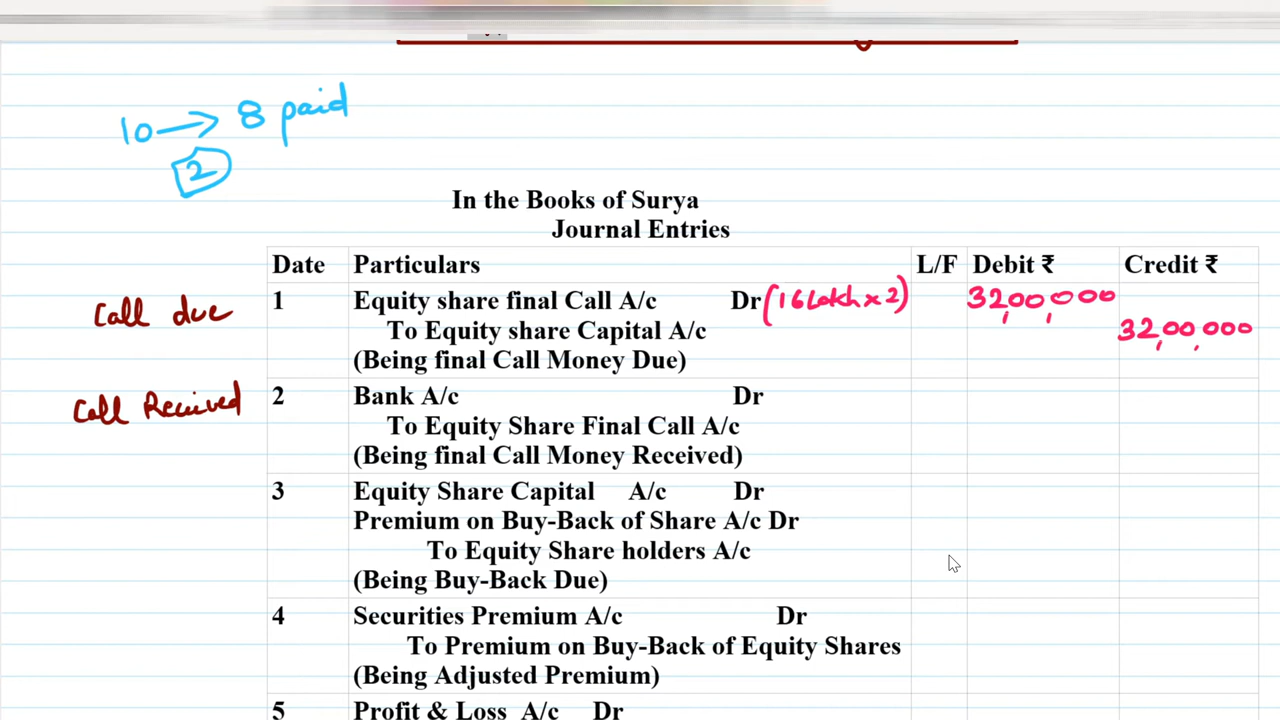 10 → 8 paid
2
In the Books of Surya
Journal Entries
Date Particulars L/F Debit ₹ Credit ₹
Call due 1 Equity share final Call A/c Dr (16 Lakh x 2) 32,00,000
To Equity share Capital A/c 32,00,000
(Being final Call Money Due)
Call Received 2 Bank A/c Dr
To Equity Share Final Call A/c
(Being final Call Money Received)
3 Equity Share Capital A/c Dr
Premium on Buy-Back of Share A/c Dr
To Equity Share holders A/c
(Being Buy-Back Due)
4 Securities Premium A/c Dr
To Premium on Buy-Back of Equity Shares
(Being Adjusted Premium)
5 Profit & Loss A/c Dr